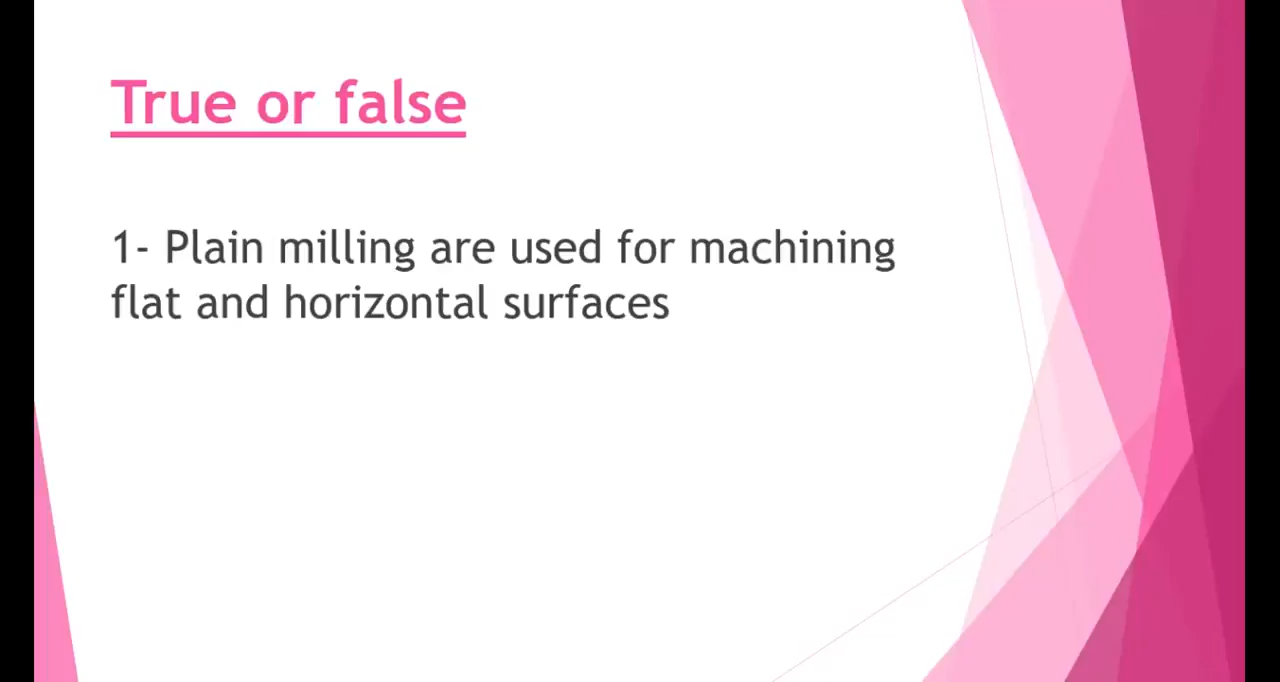 True or false
1- Plain milling are used for machining
flat and horizontal surfaces